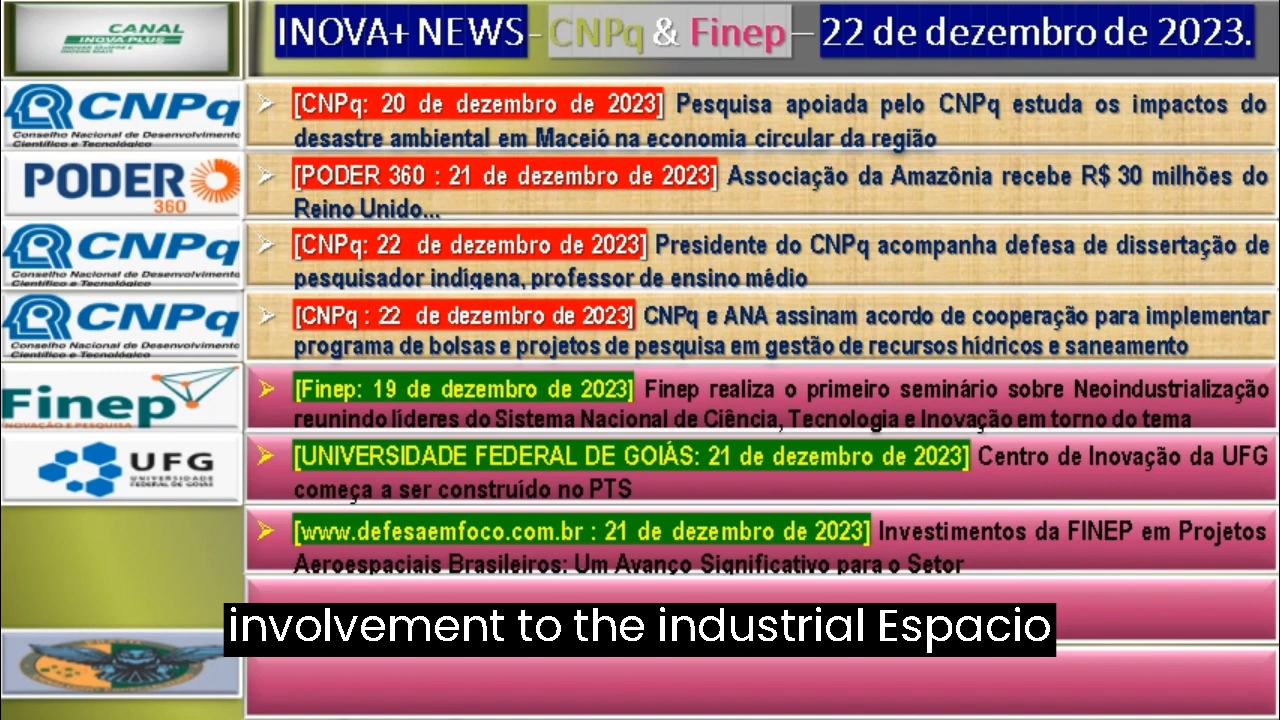 CANAL
INOVA PLUS
INOVA+ NEWS - CNPq & Finep – 22 de dezembro de 2023.
CNPq
Conselho Nacional de Desenvolvimento
Científico e Tecnológico
[CNPq: 20 de dezembro de 2023] Pesquisa apoiada pelo CNPq estuda os impactos do
desastre ambiental em Maceió na economia circular da região
PODER
360
[PODER 360 : 21 de dezembro de 2023] Associação da Amazônia recebe R$ 30 milhões do
Reino Unido...
CNPq
Conselho Nacional de Desenvolvimento
Científico e Tecnológico
[CNPq: 22 de dezembro de 2023] Presidente do CNPq acompanha defesa de dissertação de
pesquisador indígena, professor de ensino médio
CNPq
Conselho Nacional de Desenvolvimento
Científico e Tecnológico
[CNPq : 22 de dezembro de 2023] CNPq e ANA assinam acordo de cooperação para implementar
programa de bolsas e projetos de pesquisa em gestão de recursos hídricos e saneamento
Finep
INOVAÇÃO E PESQUISA
[Finep: 19 de dezembro de 2023] Finep realiza o primeiro seminário sobre Neoindustrialização
reunindo líderes do Sistema Nacional de Ciência, Tecnologia e Inovação em torno do tema
UFG
UNIVERSIDADE
FEDERAL DE GOIÁS
[UNIVERSIDADE FEDERAL DE GOIÁS: 21 de dezembro de 2023] Centro de Inovação da UFG
começa a ser construído no PTS
[www.defesaemfoco.com.br : 21 de dezembro de 2023] Investimentos da FINEP em Projetos
Aeroespaciais Brasileiros: Um Avanço Significativo para o Setor
involvement to the industrial Espacio